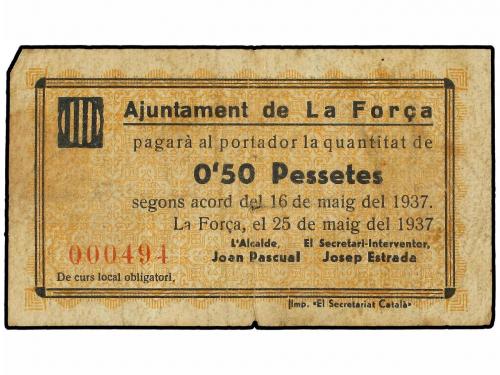 Ajuntament de La Força
pagarà al portador la quantitat de
0'50 Pessetes
segons acord del 16 de maig del 1937.
La Força, el 25 de maig del 1937
L'Alcalde, El Secretari-Interventor,
Joan Pascual Josep Estrada
000494
De curs local obligatori,
Imp. «El Secretariat Català»